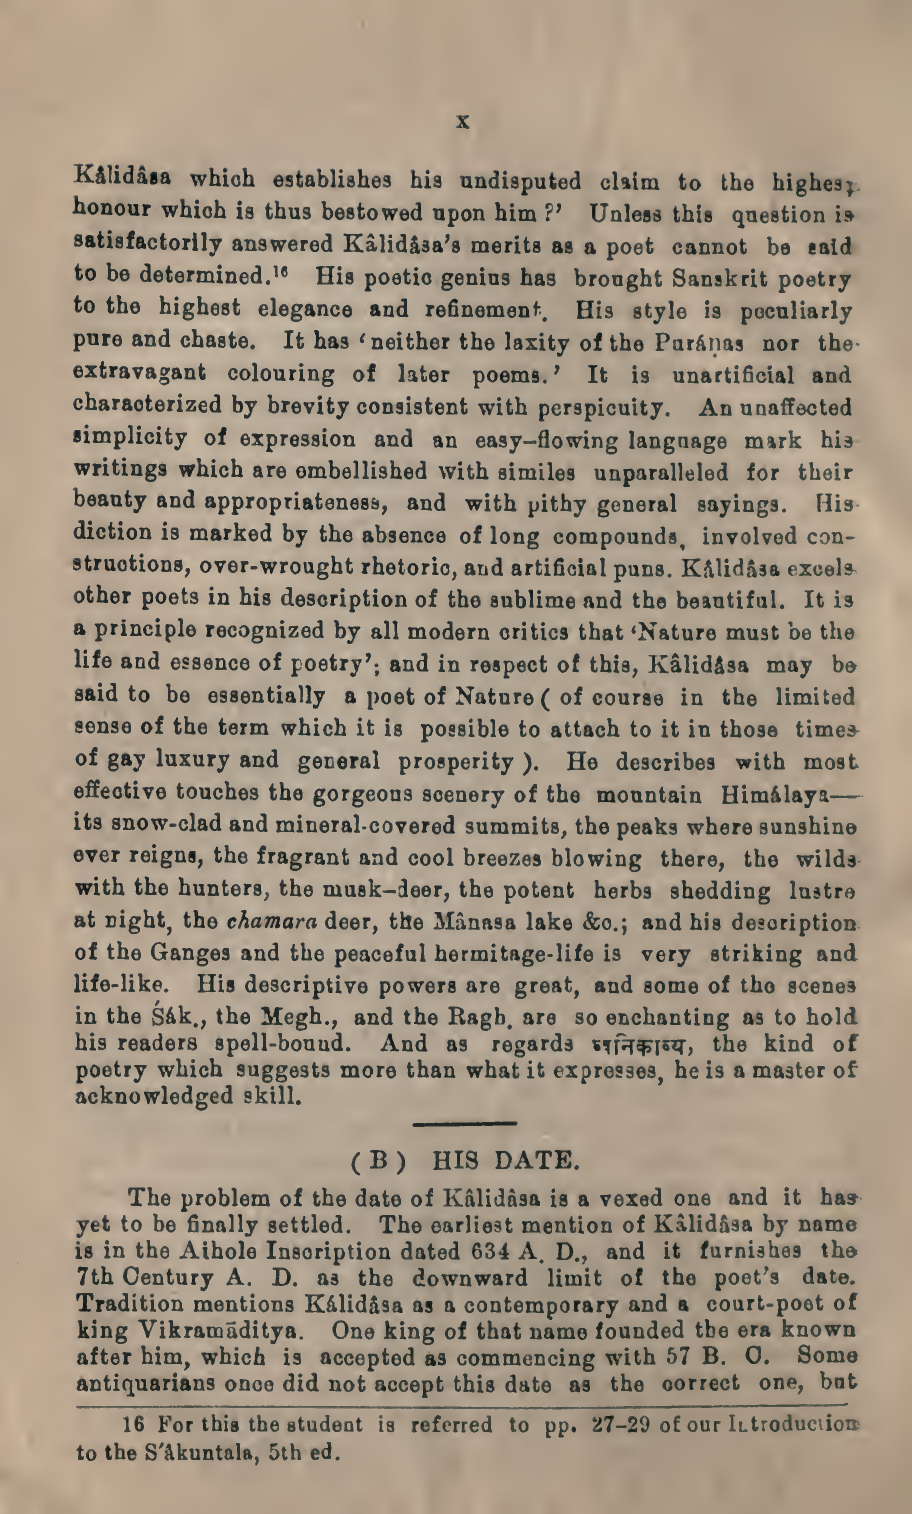 x
Kâlidâsa which establishes his undisputed claim to the highest
honour which is thus bestowed upon him ?’ Unless this question is
satisfactorily answered Kâlidâsa’s merits as a poet cannot be said
to be determined.16 His poetic genius has brought Sanskrit poetry
to the highest elegance and refinement. His style is peculiarly
pure and chaste. It has ‘neither the laxity of the Purâṇas nor the
extravagant colouring of later poems.’ It is unartificial and
characterized by brevity consistent with perspicuity. An unaffected
simplicity of expression and an easy–flowing language mark his
writings which are embellished with similes unparalleled for their
beauty and appropriateness, and with pithy general sayings. His
diction is marked by the absence of long compounds, involved con-
structions, over-wrought rhetoric, and artificial puns. Kâlidâsa excels
other poets in his description of the sublime and the beautiful. It is
a principle recognized by all modern critics that ‘Nature must be the
life and essence of poetry’; and in respect of this, Kâlidâsa may be
said to be essentially a poet of Nature ( of course in the limited
sense of the term which it is possible to attach to it in those times
of gay luxury and general prosperity ). He describes with most
effective touches the gorgeous scenery of the mountain Himâlaya—
its snow-clad and mineral-covered summits, the peaks where sunshine
ever reigns, the fragrant and cool breezes blowing there, the wilds
with the hunters, the musk–deer, the potent herbs shedding lustre
at night, the chamara deer, the Mânasa lake &c.; and his description
of the Ganges and the peaceful hermitage-life is very striking and
life-like. His descriptive powers are great, and some of the scenes
in the Śâk., the Megh., and the Ragh. are so enchanting as to hold
his readers spell-bound. And as regards ध्वनिकाव्य, the kind of
poetry which suggests more than what it expresses, he is a master of
acknowledged skill.
( B ) HIS DATE.
The problem of the date of Kâlidâsa is a vexed one and it has
yet to be finally settled. The earliest mention of Kâlidâsa by name
is in the Aihole Inscription dated 634 A. D., and it furnishes the
7th Century A. D. as the downward limit of the poet’s date.
Tradition mentions Kâlidâsa as a contemporary and a court-poet of
king Vikramāditya. One king of that name founded the era known
after him, which is accepted as commencing with 57 B. C. Some
antiquarians once did not accept this date as the correct one, but
16 For this the student is referred to pp. 27–29 of our Introduction
to the S’âkuntala, 5th ed.